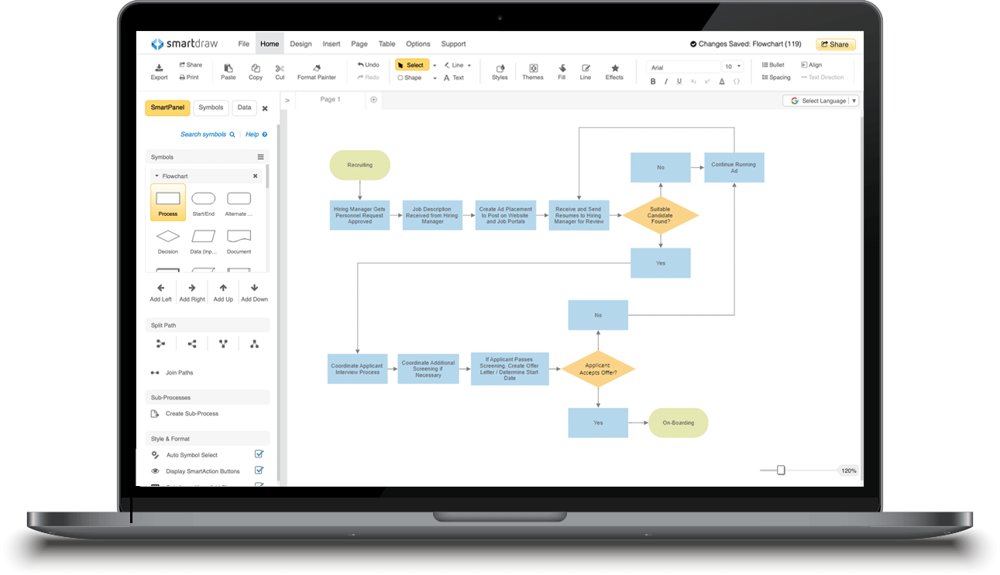 smartdraw
File Home Design Insert Page Table Options Support
Changes Saved: Flowchart (119)
Share
Export
Share
Print
Paste
Copy
Cut
Format Painter
Undo
Redo
Select
Line
Shape
A Text
Styles
Themes
Fill
Line
Effects
Arial
10
B I U x₂ x² A
Bullet
Align
Spacing
Text Direction
SmartPanel
Symbols
Data
>
Page 1
G Select Language
Search symbols
Help
Symbols
Flowchart
Process
Start/End
Alternate ...
Decision
Data (Inp...
Document
Add Left
Add Right
Add Up
Add Down
Split Path
Join Paths
Sub-Processes
Create Sub-Process
Style & Format
Auto Symbol Select
Display SmartAction Buttons
Recruiting
Hiring Manager Gets
Personnel Request
Approved
Job Description
Received from Hiring
Manager
Create Ad Placement
to Post on Website
and Job Portals
Receive and Send
Resumes to Hiring
Manager for Review
Suitable
Candidate
Found?
No
Continue Running
Ad
Yes
Coordinate Applicant
Interview Process
Coordinate Additional
Screening if
Necessary
If Applicant Passes
Screening, Create Offer
Letter / Determine Start
Date
Applicant
Accepts Offer?
No
Yes
On-Boarding
120%